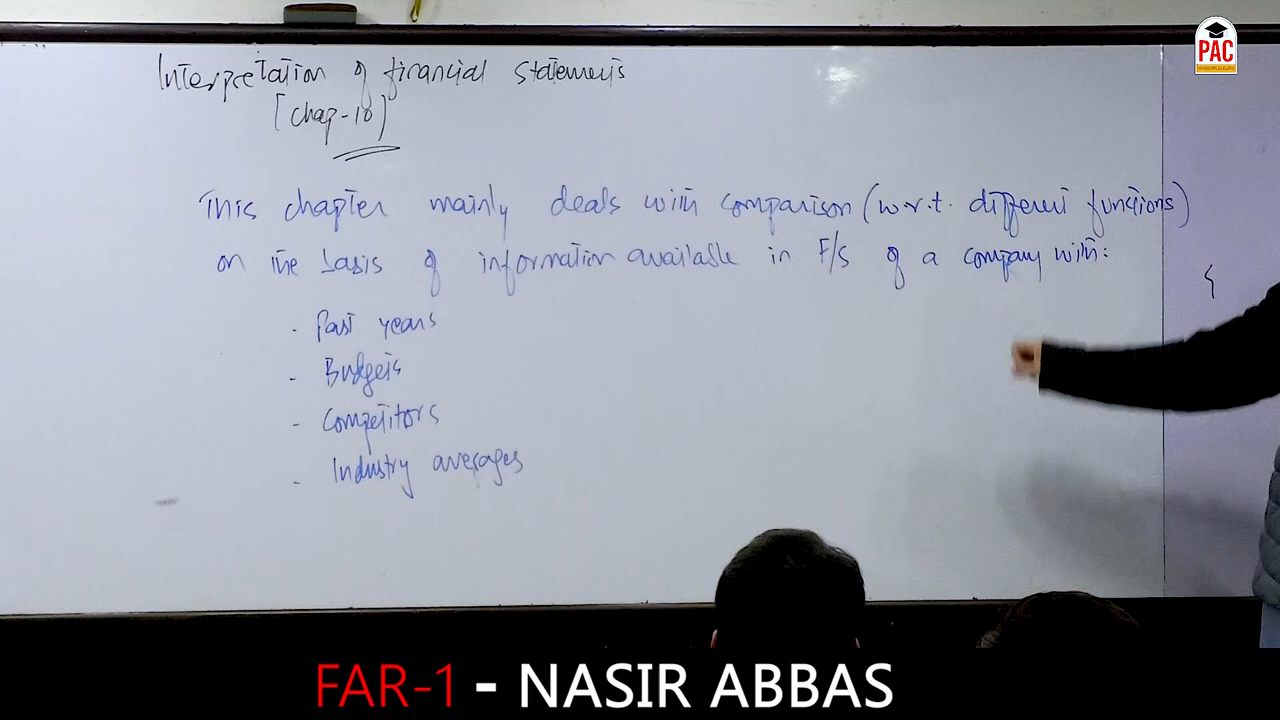 Interpretation of financial statements
[Chap-10]
This chapter mainly deals with comparison (w.r.t. different functions)
on the basis of information available in F/S of a company with:
- Past years
- Budgets
- Competitors
- Industry averages
PAC
FAR-1 - NASIR ABBAS